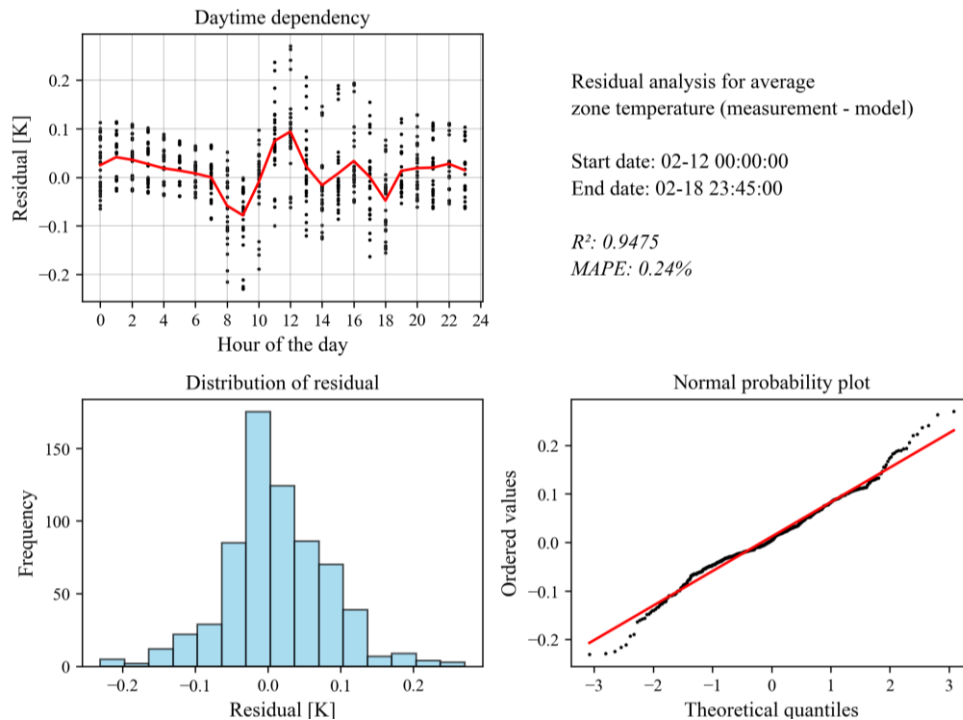 Daytime dependency
Residual [K]
0.2
0.1
0.0
−0.1
−0.2
0 2 4 6 8 10 12 14 16 18 20 22 24
Hour of the day
Residual analysis for average
zone temperature (measurement - model)
Start date: 02-12 00:00:00
End date: 02-18 23:45:00
R²: 0.9475
MAPE: 0.24%
Distribution of residual
Frequency
150
100
50
0
−0.2 −0.1 0.0 0.1 0.2
Residual [K]
Normal probability plot
Ordered values
0.2
0.1
0.0
−0.1
−0.2
−3 −2 −1 0 1 2 3
Theoretical quantiles